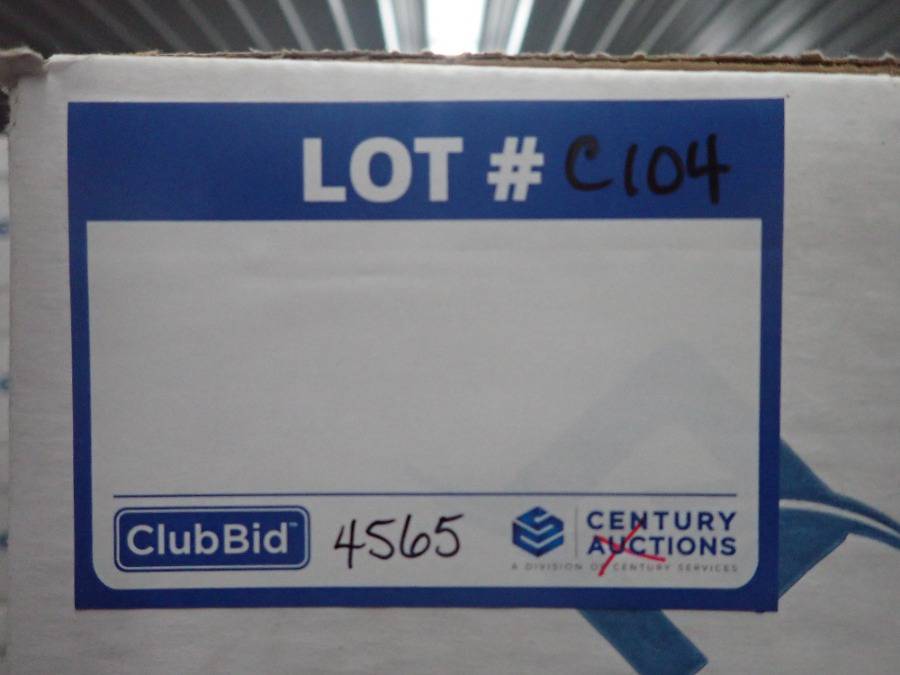 LOT # C104
ClubBid™ 4565 CENTURY
AUCTIONS
A DIVISION OF CENTURY SERVICES